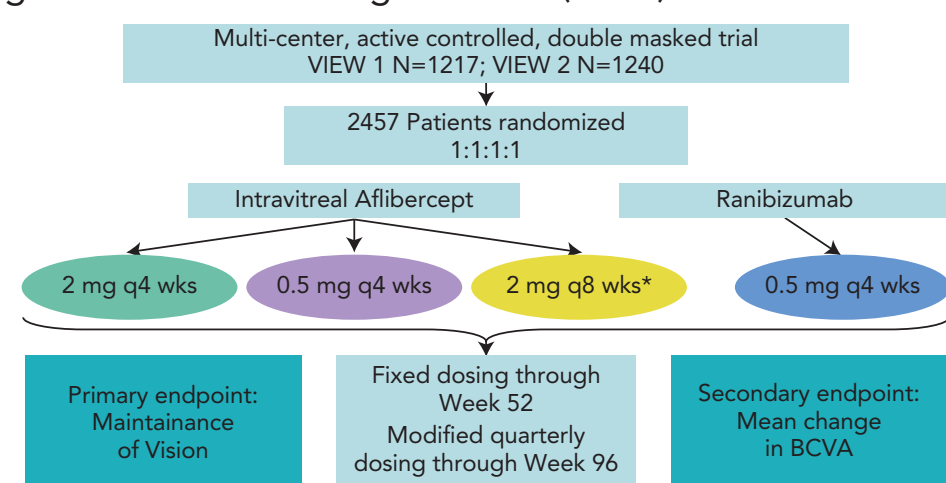 Multi-center, active controlled, double masked trial
VIEW 1 N=1217; VIEW 2 N=1240
2457 Patients randomized
1:1:1:1
Intravitreal Aflibercept
Ranibizumab
2 mg q4 wks
0.5 mg q4 wks
2 mg q8 wks*
0.5 mg q4 wks
Primary endpoint:
Maintainance
of Vision
Fixed dosing through
Week 52
Modified quarterly
dosing through Week 96
Secondary endpoint:
Mean change
in BCVA